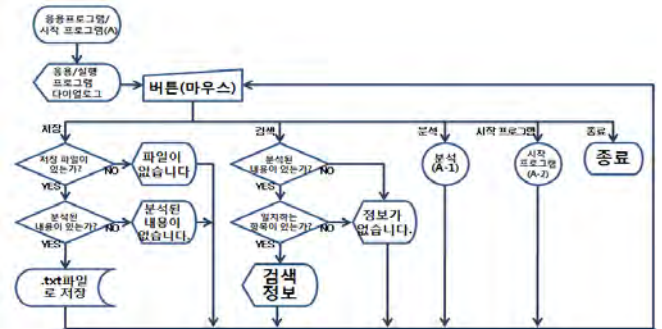 응용프로그램/
시작 프로그램(A)
응용/실행
프로그램
다이얼로그
버튼(마우스)
저장
검색
분석
시작 프로그램
종료
저장 파일이
있는가?
NO
파일이
없습니다
분석된
내용이 있는가?
NO
분석
(A-1)
시작
프로그램
(A-2)
종료
YES
YES
분석된
내용이 있는가?
NO
분석된
내용이
없습니다.
일치하는
항목이 있는가?
NO
정보가
없습니다.
YES
YES
.txt파일
로 저장
검색
정보